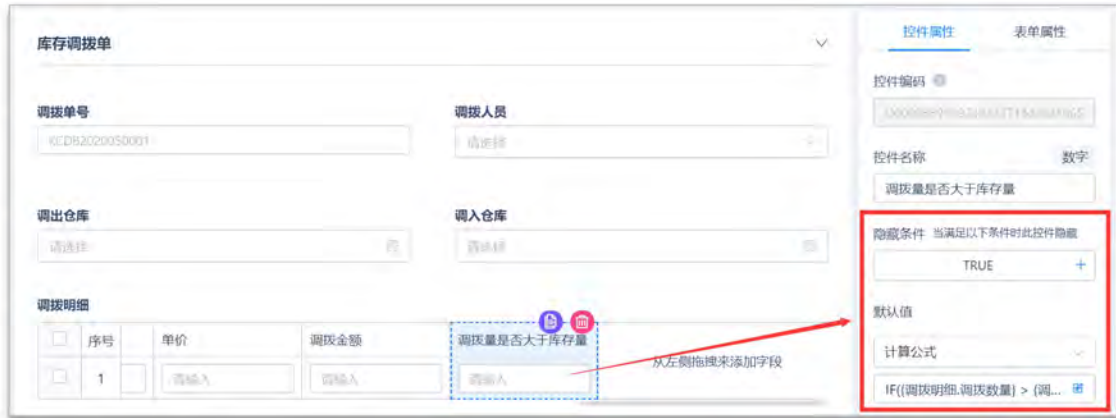 库存调拨单
控件属性 表单属性
控件编码
调拨单号 调拨人员
KCDB2020050001 请选择
控件名称 数字
调拨量是否大于库存量
调出仓库 调入仓库
请选择 请选择
隐藏条件 当满足以下条件时此控件隐藏
TRUE
调拨明细
默认值
序号 单价 调拨金额 调拨量是否大于库存量
从左侧拖拽来添加字段
计算公式
1 请输入 请输入 请输入
IF((调拨明细.调拨数量) > (调...